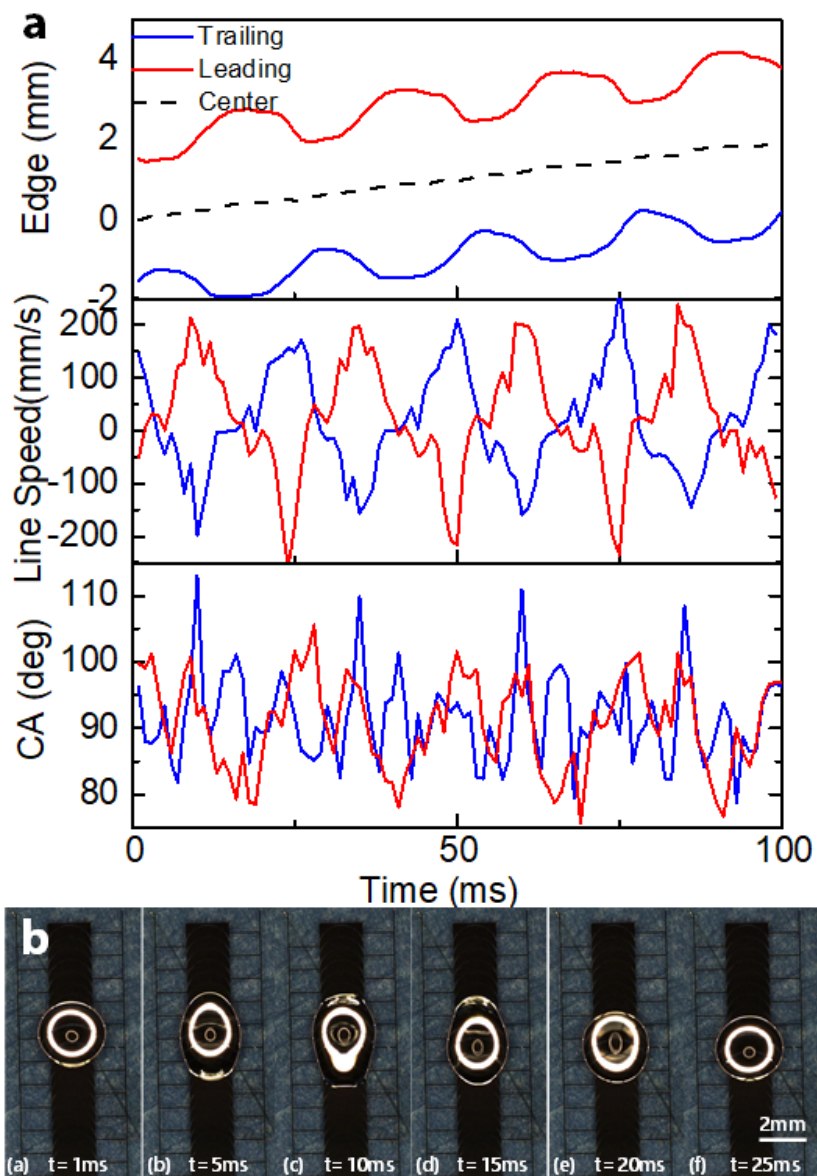 a
Trailing
Leading
Center
Edge (mm)
4
2
0
-2
Line Speed(mm/s)
200
100
0
-100
-200
CA (deg)
110
100
90
80
0
50
100
Time (ms)
b
2mm
(a) t= 1ms
(b) t=5ms
(c) t= 10ms
(d) t= 15ms
(e) t=20ms
(f) t=25ms